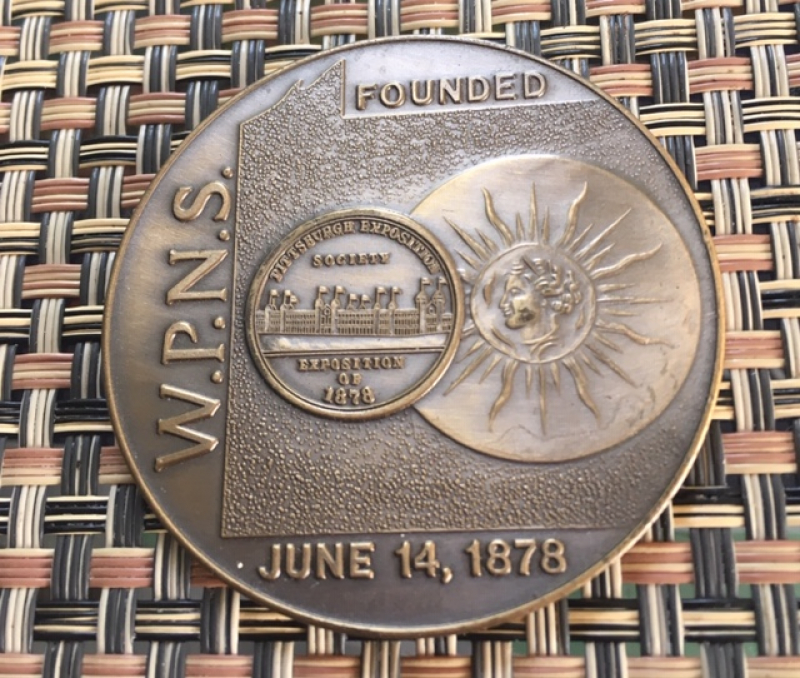 FOUNDED
W.P.N.S.
PITTSBURGH EXPOSITION
SOCIETY
EXPOSITION
OF
1878
JUNE 14, 1878